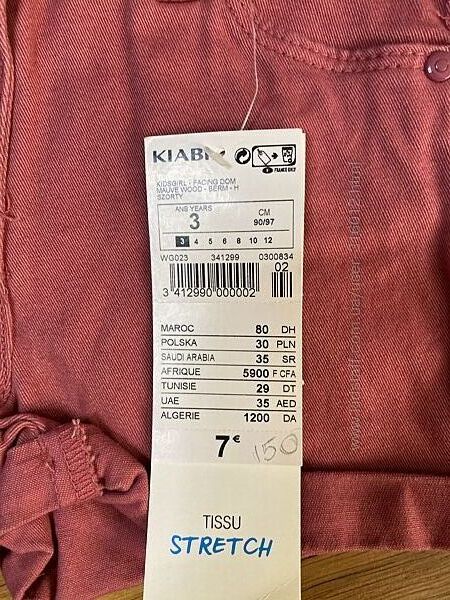 KIABI
FRANCE ONLY
KIDSGIRL - FACING DOM
MAUVE WOOD - BERM - H
SZORTY
ANS YEARS
CM
3
90/97
3 4 5 6 8 10 12
WG023 341299 0300834
02
3 412990 000002
MAROC 80 DH
POLSKA 30 PLN
SAUDI ARABIA 35 SR
AFRIQUE 5900 F CFA
TUNISIE 29 DT
UAE 35 AED
ALGERIE 1200 DA
7€ 150
TISSU
STRETCH